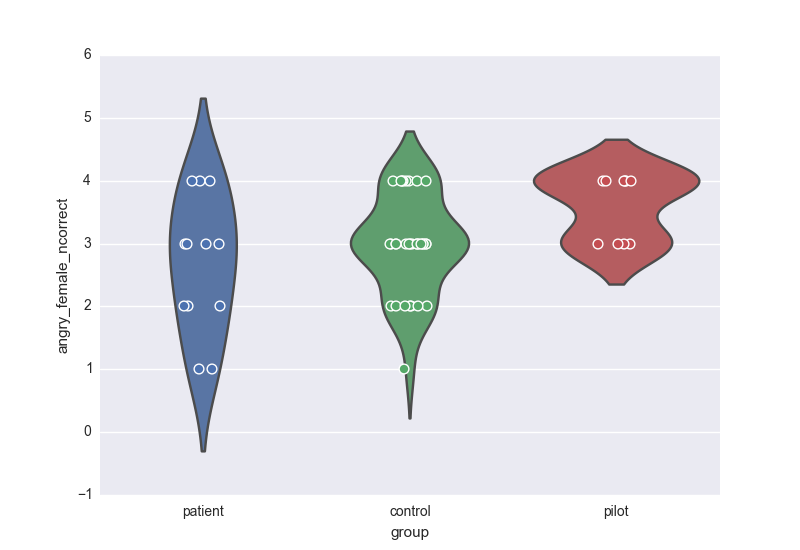 6
5
4
3
2
1
0
−1
angry_female_ncorrect
patient control pilot
group